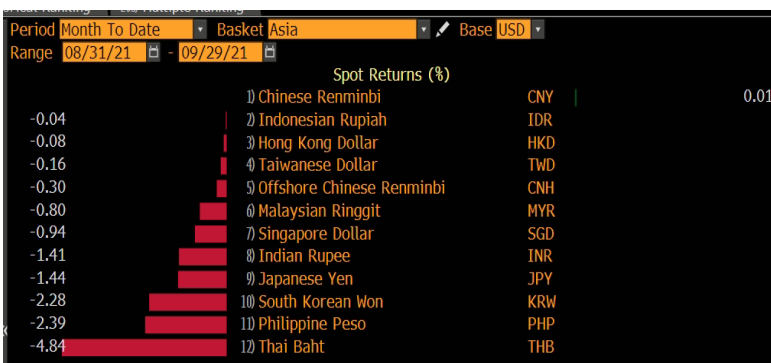 Period Month To Date Basket Asia Base USD
Range 08/31/21 - 09/29/21
Spot Returns (%)
1) Chinese Renminbi CNY 0.01
-0.04 2) Indonesian Rupiah IDR
-0.08 3) Hong Kong Dollar HKD
-0.16 4) Taiwanese Dollar TWD
-0.30 5) Offshore Chinese Renminbi CNH
-0.80 6) Malaysian Ringgit MYR
-0.94 7) Singapore Dollar SGD
-1.41 8) Indian Rupee INR
-1.44 9) Japanese Yen JPY
-2.28 10) South Korean Won KRW
-2.39 11) Philippine Peso PHP
-4.84 12) Thai Baht THB